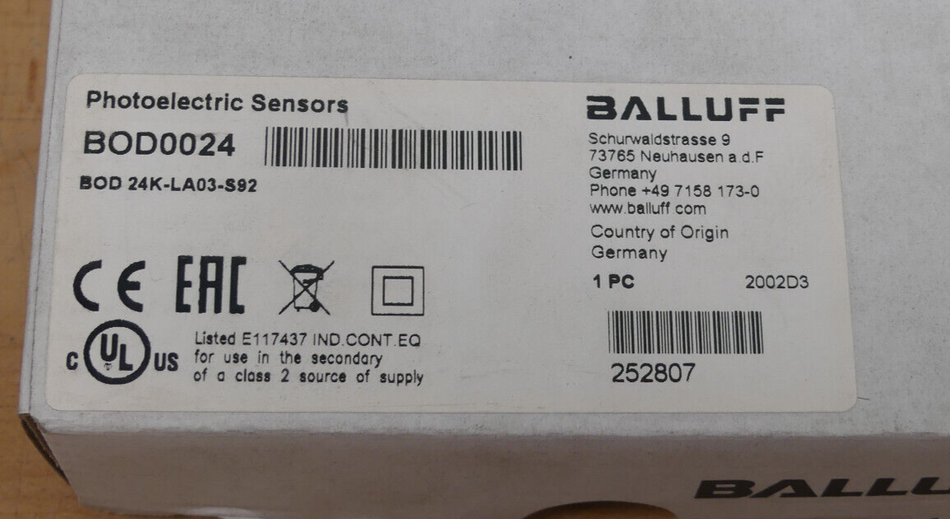 Photoelectric Sensors
BOD0024
BOD 24K-LA03-S92
CE EAC
C UL US
Listed E117437 IND.CONT.EQ
for use in the secondary
of a class 2 source of supply
BALLUFF
Schurwaldstrasse 9
73765 Neuhausen a.d.F
Germany
Phone +49 7158 173-0
www.balluff com
Country of Origin
Germany
1 PC 2002D3
252807
BALLU